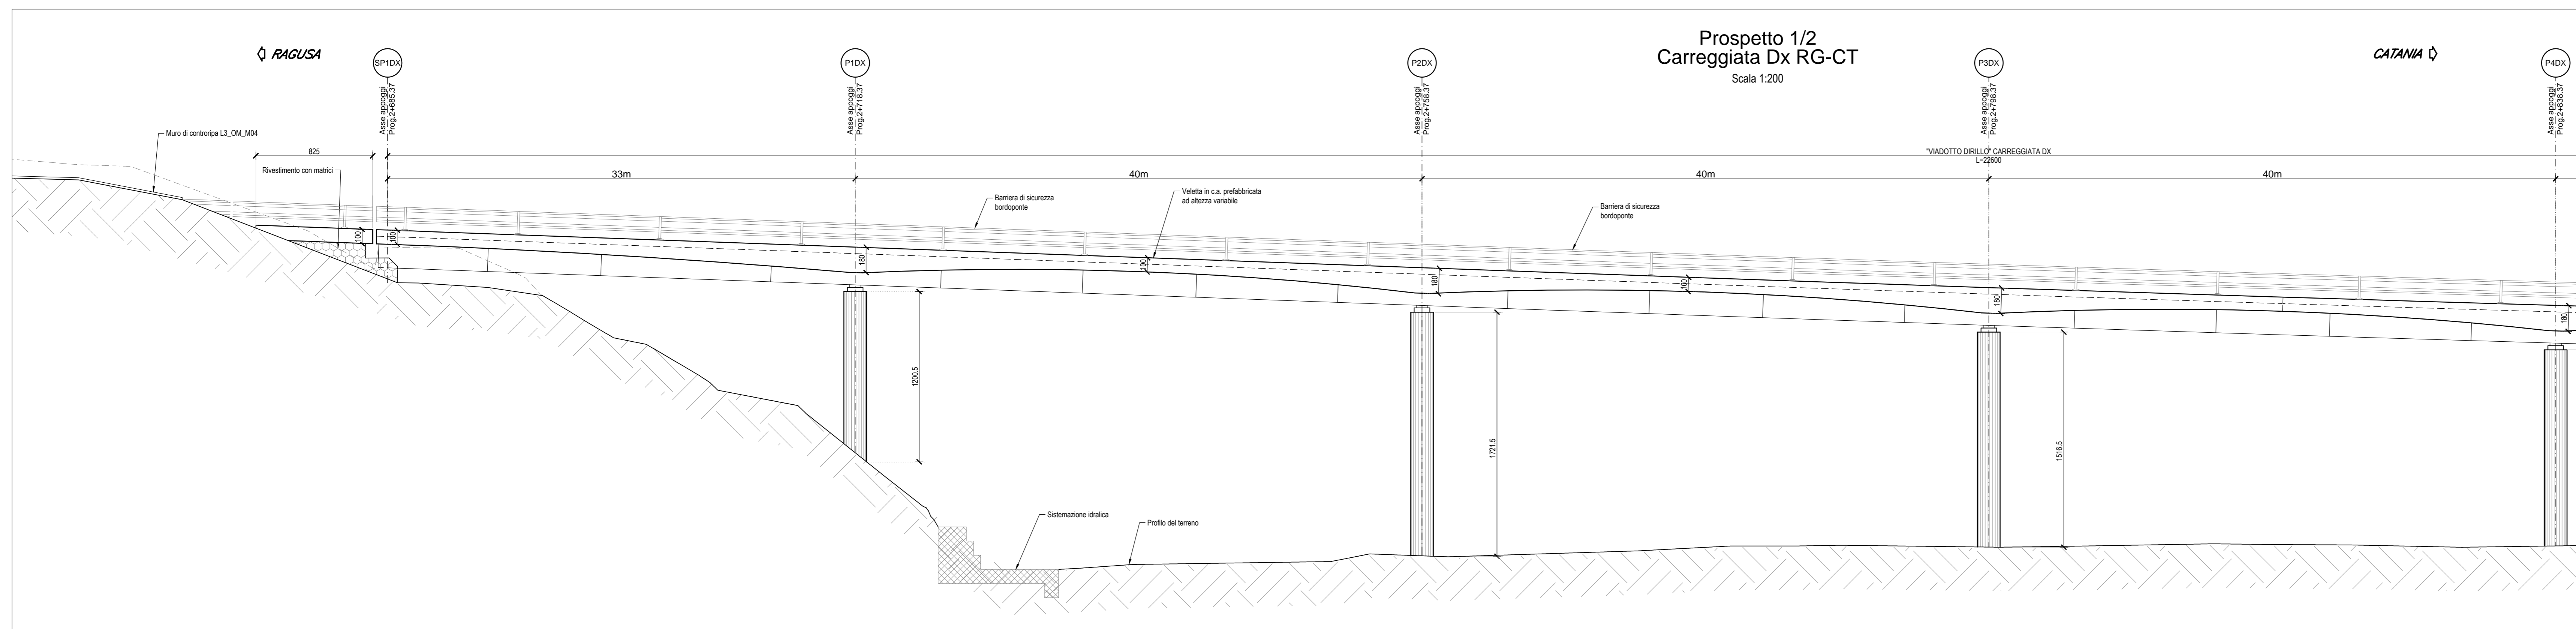 Prospetto 1/2
Carreggiata Dx RG-CT
Scala 1:200
RAGUSA
CATANIA
SP1DX
P1DX
P2DX
P3DX
P4DX
Asse appoggi
Prog.2+685.37
Asse appoggi
Prog.2+718.37
Asse appoggi
Prog.2+758.37
Asse appoggi
Prog.2+798.37
Asse appoggi
Prog.2+838.37
Muro di controripa L3_OM_M04
825
"VIADOTTO DIRILLO" CARREGGIATA DX
L=22600
Rivestimento con matrici
33m
40m
40m
40m
Barriera di sicurezza
bordoponte
Veletta in c.a. prefabbricata
ad altezza variabile
Barriera di sicurezza
bordoponte
100
100
180
100
180
100
180
180
1200.5
1721.5
1516.5
Sistemazione idralica
Profilo del terreno